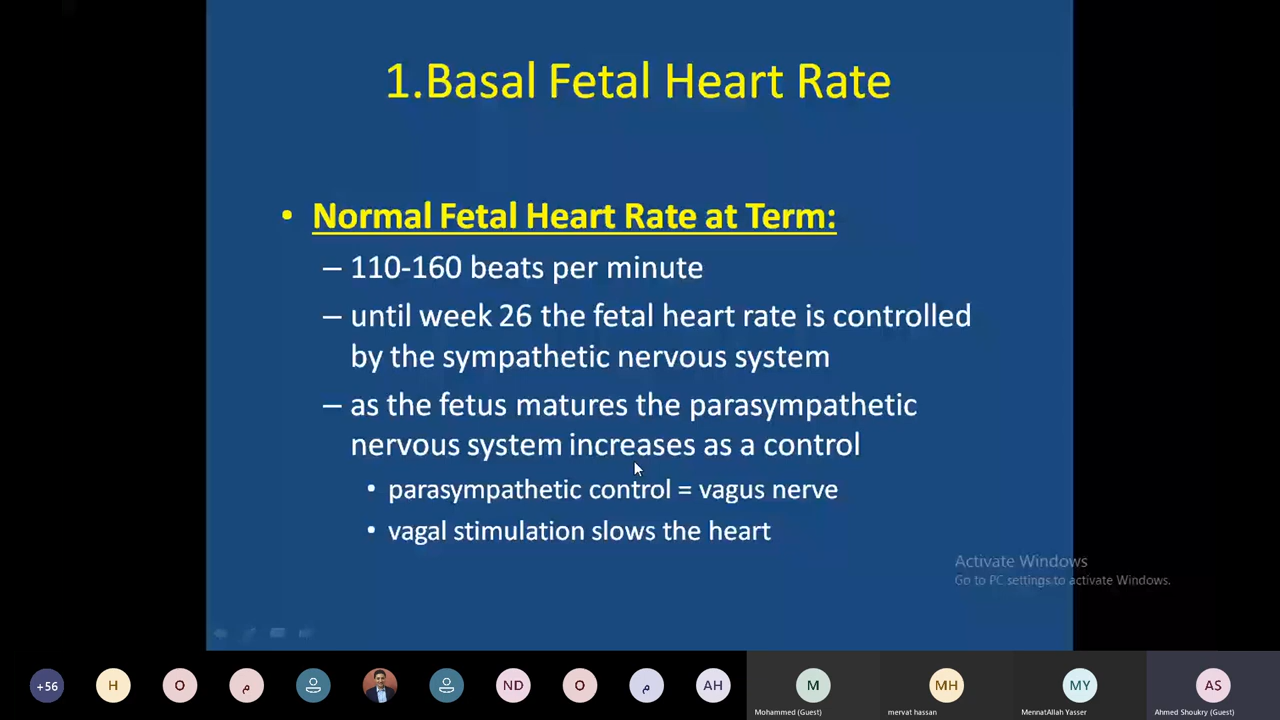 1.Basal Fetal Heart Rate
• Normal Fetal Heart Rate at Term:
– 110-160 beats per minute
– until week 26 the fetal heart rate is controlled
by the sympathetic nervous system
– as the fetus matures the parasympathetic
nervous system increases as a control
• parasympathetic control = vagus nerve
• vagal stimulation slows the heart
Activate Windows
Go to PC settings to activate Windows.
+56 H O م ND O م AH M MH MY AS
Mohammed (Guest) mervat hassan MennatAllah Yasser Ahmed Shoukry (Guest)